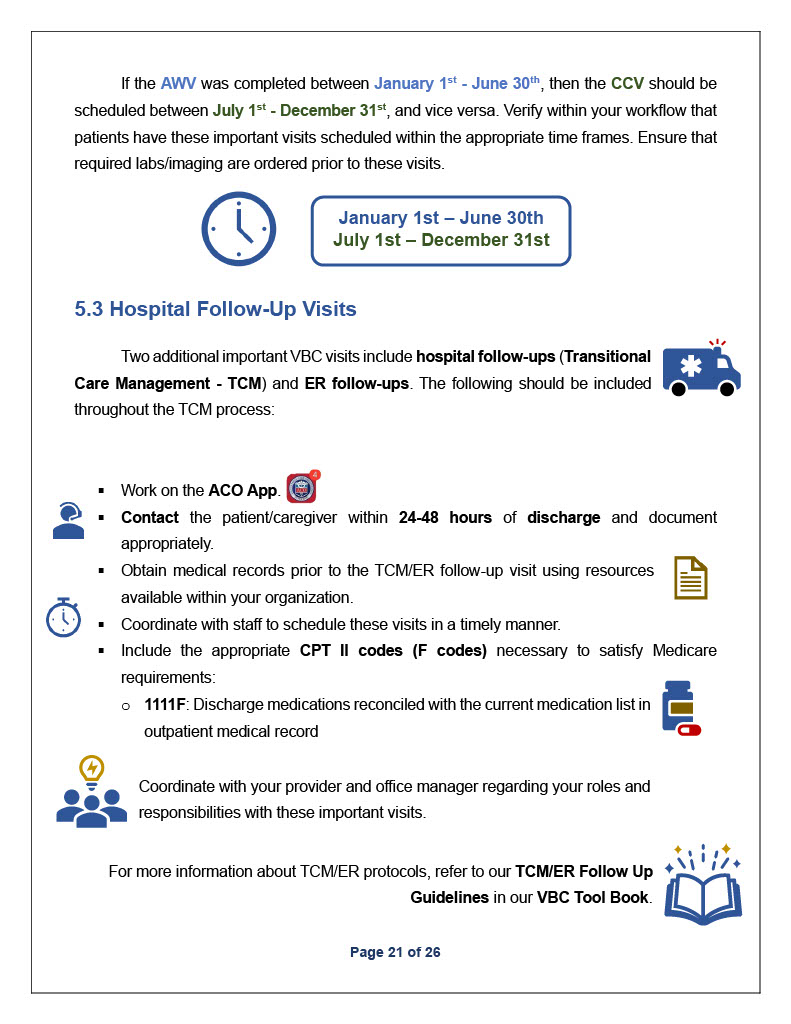 If the AWV was completed between January 1st - June 30th, then the CCV should be
scheduled between July 1st - December 31st, and vice versa. Verify within your workflow that
patients have these important visits scheduled within the appropriate time frames. Ensure that
required labs/imaging are ordered prior to these visits.
January 1st – June 30th
July 1st – December 31st
5.3 Hospital Follow-Up Visits
Two additional important VBC visits include hospital follow-ups (Transitional
Care Management - TCM) and ER follow-ups. The following should be included
throughout the TCM process:
▪ Work on the ACO App. 4
▪ Contact the patient/caregiver within 24-48 hours of discharge and document
appropriately.
▪ Obtain medical records prior to the TCM/ER follow-up visit using resources
available within your organization.
▪ Coordinate with staff to schedule these visits in a timely manner.
▪ Include the appropriate CPT II codes (F codes) necessary to satisfy Medicare
requirements:
o 1111F: Discharge medications reconciled with the current medication list in
outpatient medical record
Coordinate with your provider and office manager regarding your roles and
responsibilities with these important visits.
For more information about TCM/ER protocols, refer to our TCM/ER Follow Up
Guidelines in our VBC Tool Book.
Page 21 of 26